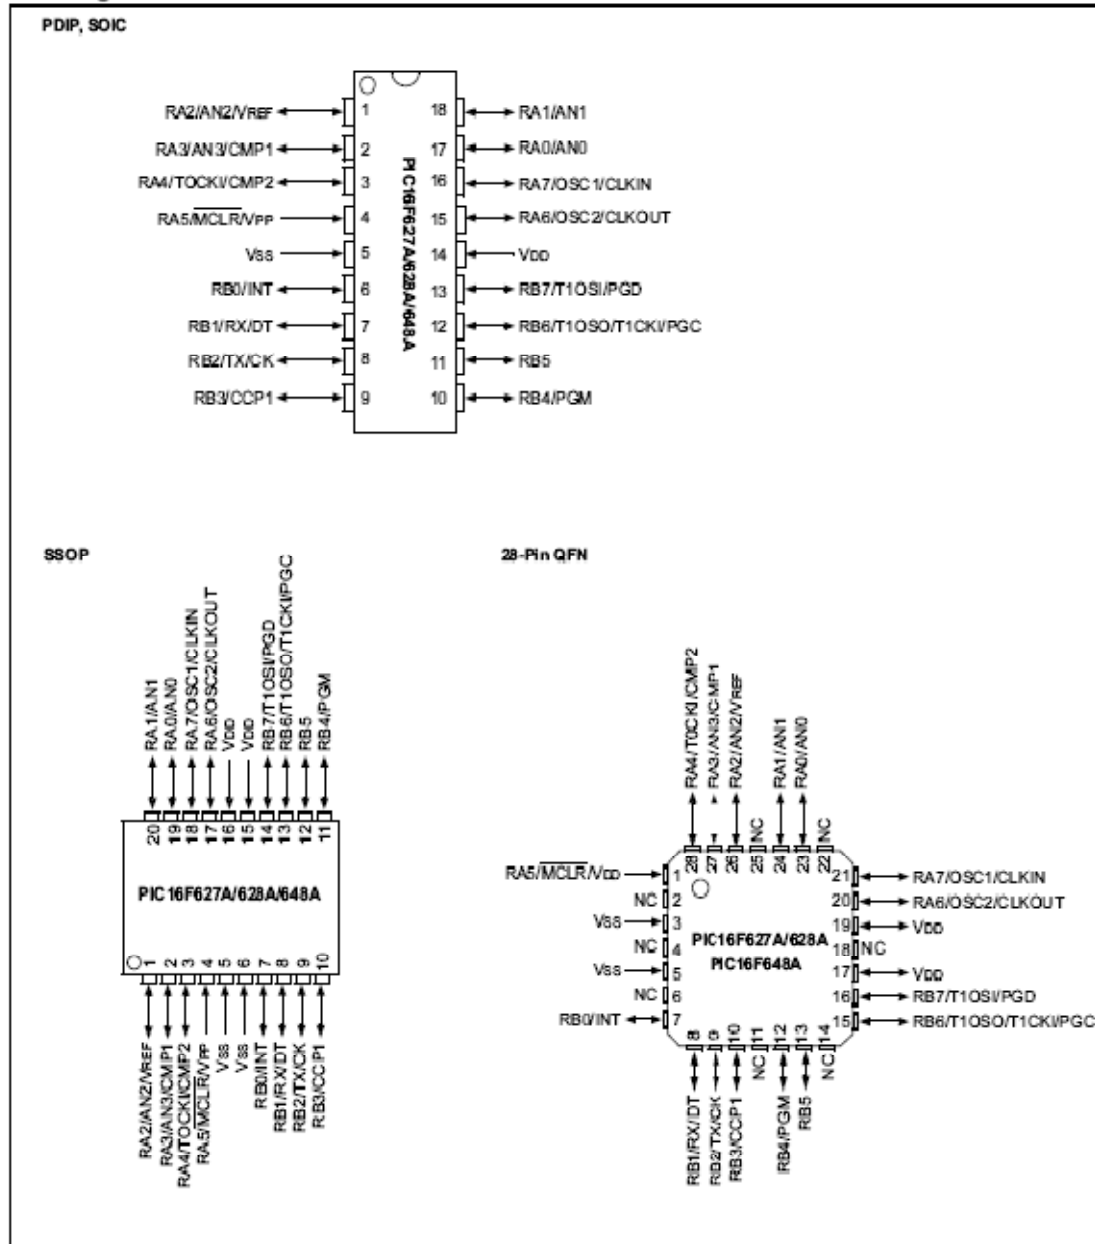 PDIP, SOIC
RA2/AN2/VREF 1 18 RA1/AN1
RA3/AN3/CMP1 2 17 RA0/AN0
RA4/TOCKI/CMP2 3 16 RA7/OSC1/CLKIN
RA5/MCLR/VPP 4 15 RA6/OSC2/CLKOUT
VSS 5 14 VDD
RB0/INT 6 13 RB7/T1OSI/PGD
RB1/RX/DT 7 12 RB6/T1OSO/T1CKI/PGC
RB2/TX/CK 8 11 RB5
RB3/CCP1 9 10 RB4/PGM
PIC16F627A/628A/648A
SSOP
RA1/AN1
RA0/AN0
RA7/OSC1/CLKIN
RA6/OSC2/CLKOUT
VDD
VDD
RB7/T1OSI/PGD
RB6/T1OSO/T1CKI/PGC
RB5
RB4/PGM
20 19 18 17 16 15 14 13 12 11
PIC16F627A/628A/648A
1 2 3 4 5 6 7 8 9 10
RA2/AN2/VREF
RA3/AN3/CMP1
RA4/TOCKI/CMP2
RA5/MCLR/VPP
VSS
VSS
RB0/INT
RB1/RX/DT
RB2/TX/CK
RB3/CCP1
28-Pin QFN
RA4/T0CKI/CMP2
RA3/AN3/CMP1
RA2/AN2/VREF
NC
RA1/AN1
RA0/AN0
NC
28 27 26 25 24 23 22
RA5/MCLR/VDD 1 21 RA7/OSC1/CLKIN
NC 2 20 RA6/OSC2/CLKOUT
VSS 3 19 VDD
NC 4 18 NC
VSS 5 17 VDD
NC 6 16 RB7/T1OSI/PGD
RB0/INT 7 15 RB6/T1OSO/T1CKI/PGC
PIC16F627A/628A
PIC16F648A
8 9 10 11 12 13 14
RB1/RX/DT
RB2/TX/CK
RB3/CCP1
NC
RB4/PGM
RB5
NC